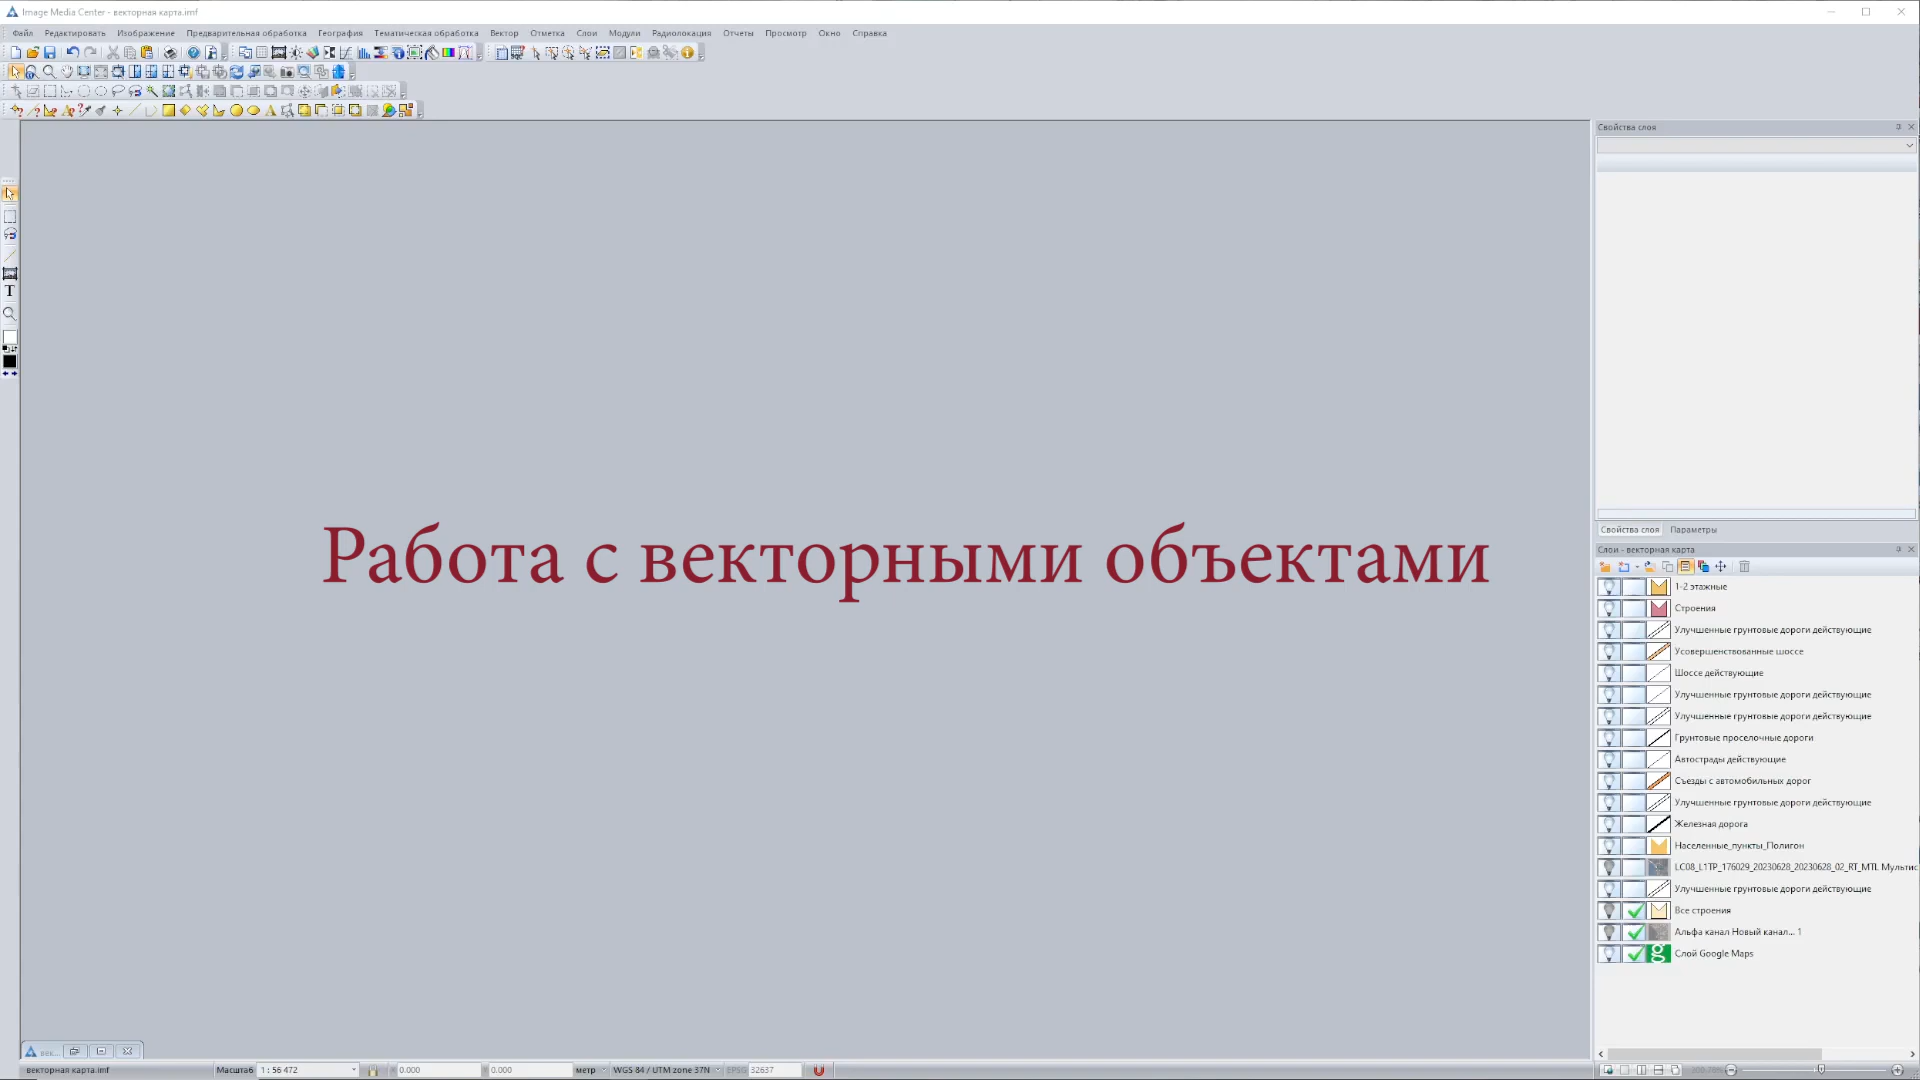 Image Media Center - векторная карта.imf
Файл Редактировать Изображение Предварительная обработка География Тематическая обработка Вектор Отметка Слои Модули Радиолокация Отчеты Просмотр Окно Справка
Свойства слоя
T
Работа с векторными объектами
Свойства слоя Параметры
Слои - векторная карта
1-2 этажные
Строения
Улучшенные грунтовые дороги действующие
Усовершенствованные шоссе
Шоссе действующие
Улучшенные грунтовые дороги действующие
Улучшенные грунтовые дороги действующие
Грунтовые проселочные дороги
Автострады действующие
Съезды с автомобильных дорог
Улучшенные грунтовые дороги действующие
Железная дорога
Населенные_пункты_Полигон
LC08_L1TP_176029_20230628_20230628_02_RT_MTL Мультис
Улучшенные грунтовые дороги действующие
Все строения
Альфа канал Новый канал... 1
Слой Google Maps
век...
векторная карта.imf Масштаб 1 : 56 472 0.000 0.000 метр WGS 84 / UTM zone 37N EPSG 32637